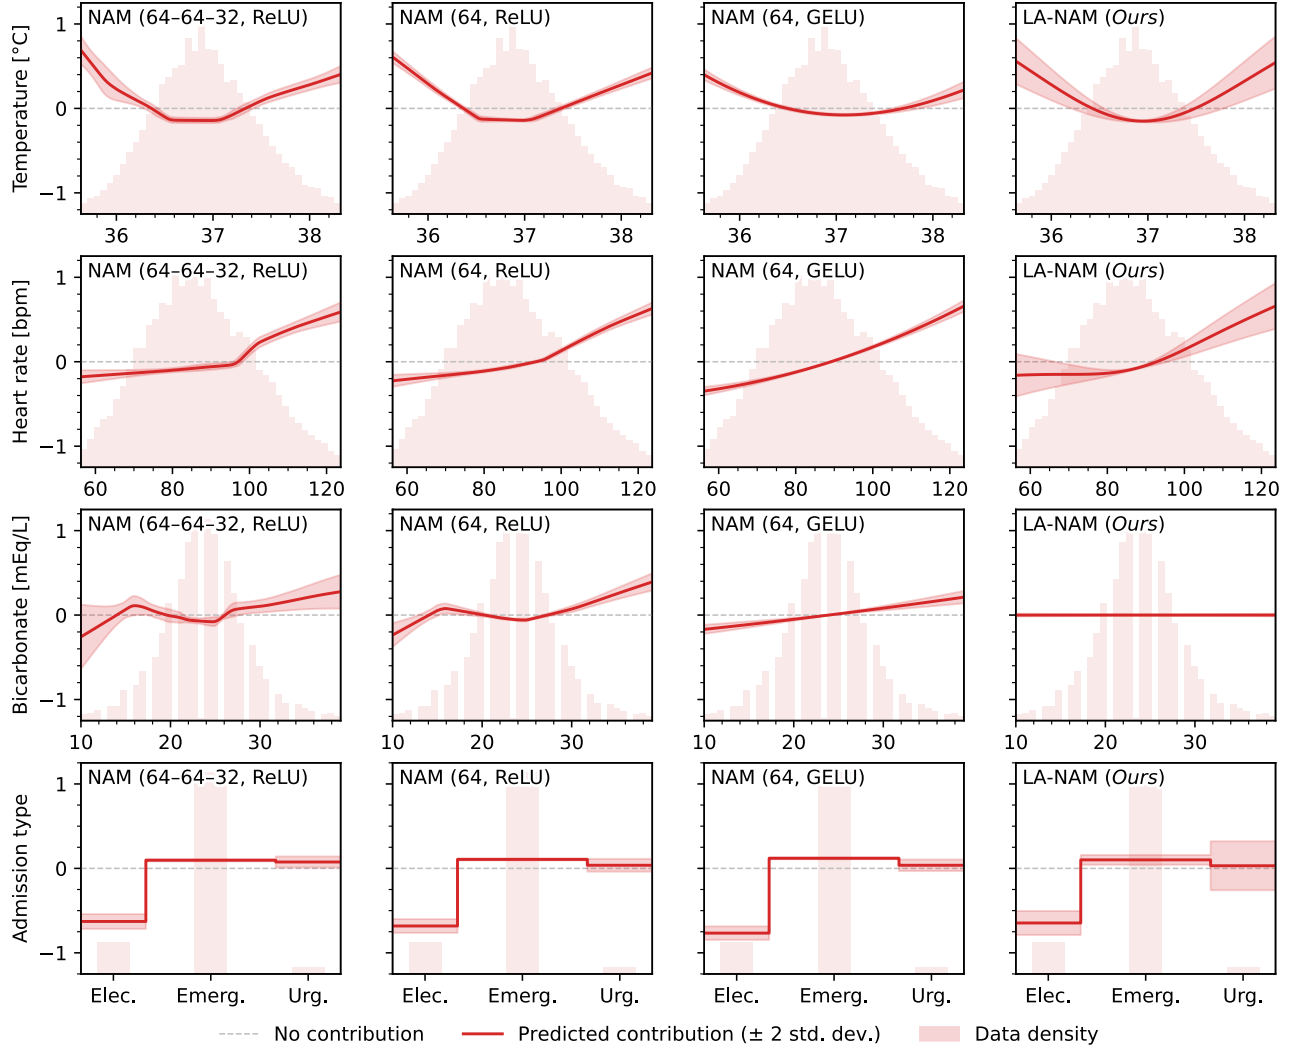 NAM (64–64–32, ReLU) NAM (64, ReLU) NAM (64, GELU) LA-NAM (Ours)
Temperature [°C]
1
0
−1
36 37 38 36 37 38 36 37 38 36 37 38
NAM (64–64–32, ReLU) NAM (64, ReLU) NAM (64, GELU) LA-NAM (Ours)
Heart rate [bpm]
1
0
−1
60 80 100 120 60 80 100 120 60 80 100 120 60 80 100 120
NAM (64–64–32, ReLU) NAM (64, ReLU) NAM (64, GELU) LA-NAM (Ours)
Bicarbonate [mEq/L]
1
0
−1
10 20 30 10 20 30 10 20 30 10 20 30
NAM (64–64–32, ReLU) NAM (64, ReLU) NAM (64, GELU) LA-NAM (Ours)
Admission type
1
0
−1
Elec. Emerg. Urg. Elec. Emerg. Urg. Elec. Emerg. Urg. Elec. Emerg. Urg.
No contribution Predicted contribution (± 2 std. dev.) Data density